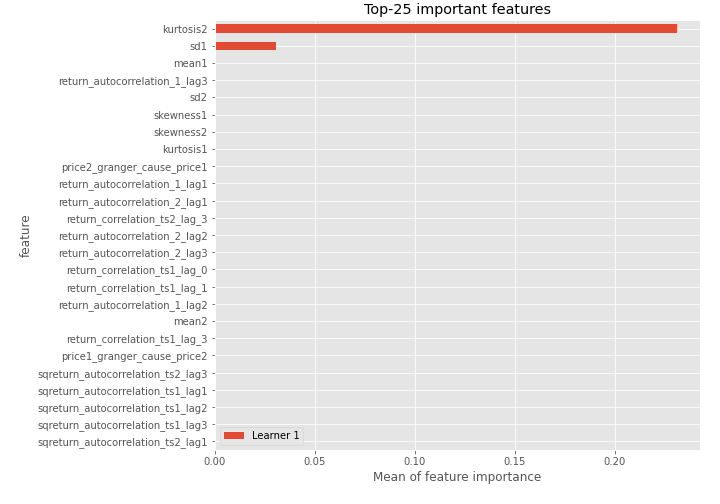 Top-25 important features
kurtosis2
sd1
mean1
return_autocorrelation_1_lag3
sd2
skewness1
skewness2
kurtosis1
price2_granger_cause_price1
return_autocorrelation_1_lag1
return_autocorrelation_2_lag1
return_correlation_ts2_lag_3
return_autocorrelation_2_lag2
return_autocorrelation_2_lag3
return_correlation_ts1_lag_0
return_correlation_ts1_lag_1
return_autocorrelation_1_lag2
mean2
return_correlation_ts1_lag_3
price1_granger_cause_price2
sqreturn_autocorrelation_ts2_lag3
sqreturn_autocorrelation_ts1_lag1
sqreturn_autocorrelation_ts1_lag2
sqreturn_autocorrelation_ts1_lag3
sqreturn_autocorrelation_ts2_lag1
feature
Learner 1
0.00 0.05 0.10 0.15 0.20
Mean of feature importance